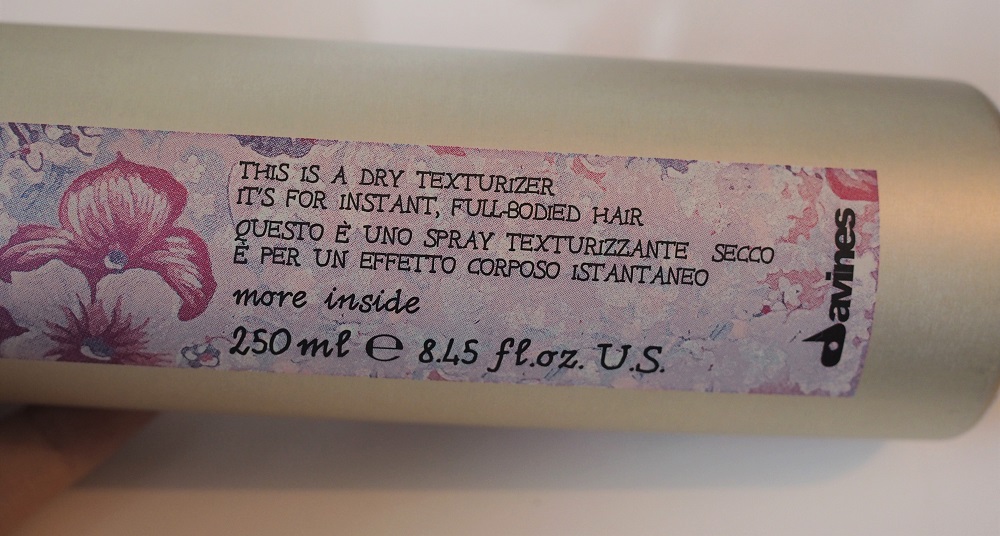 THIS IS A DRY TEXTURIZER
IT'S FOR INSTANT, FULL-BODIED HAIR
QUESTO È UNO SPRAY TEXTURIZZANTE SECCO
È PER UN EFFETTO CORPOSO ISTANTANEO
more inside
250 ml ℮ 8.45 fl.oz. U.S.
davines